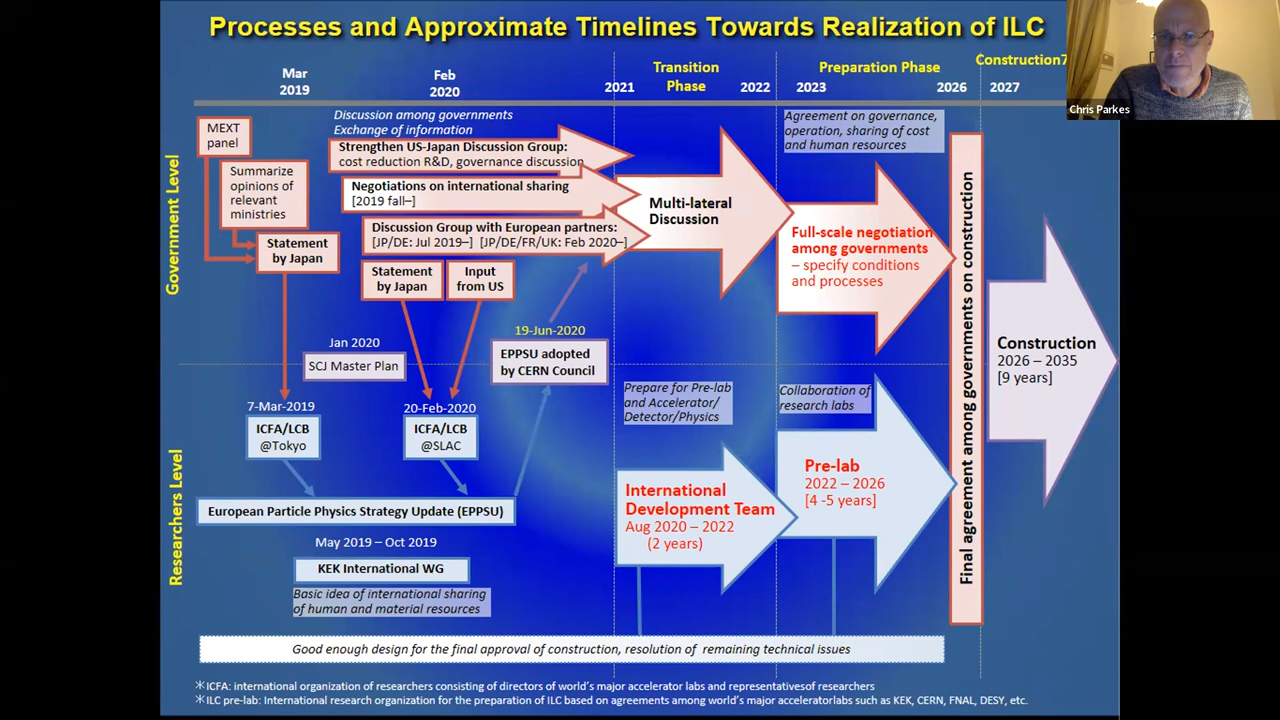 Processes and Approximate Timelines Towards Realization of ILC
Chris Parkes
Mar
2019
Feb
2020
2021
Transition
Phase
2022
Preparation Phase
2023
2026
Construction
2027
Government Level
MEXT
panel
Summarize
opinions of
relevant
ministries
Statement
by Japan
Discussion among governments
Exchange of information
Strengthen US-Japan Discussion Group:
cost reduction R&D, governance discussion
Negotiations on international sharing
[2019 fall–]
Discussion Group with European partners:
[JP/DE: Jul 2019–] [JP/DE/FR/UK: Feb 2020–]
Statement
by Japan
Input
from US
Multi-lateral
Discussion
Agreement on governance,
operation, sharing of cost
and human resources
Full-scale negotiation
among governments
– specify conditions
and processes
Final agreement among governments on construction
Construction
2026 – 2035
[9 years]
Jan 2020
SCJ Master Plan
19-Jun-2020
EPPSU adopted
by CERN Council
Researchers Level
7-Mar-2019
ICFA/LCB
@Tokyo
20-Feb-2020
ICFA/LCB
@SLAC
European Particle Physics Strategy Update (EPPSU)
May 2019 – Oct 2019
KEK International WG
Basic idea of international sharing
of human and material resources
Prepare for Pre-lab
and Accelerator/
Detector/Physics
International
Development Team
Aug 2020 – 2022
(2 years)
Collaboration of
research labs
Pre-lab
2022 – 2026
[4 -5 years]
Good enough design for the final approval of construction, resolution of remaining technical issues
※ICFA: international organization of researchers consisting of directors of world's major accelerator labs and representativesof researchers
※ILC pre-lab: International research organization for the preparation of ILC based on agreements among world's major acceleratorlabs such as KEK, CERN, FNAL, DESY, etc.